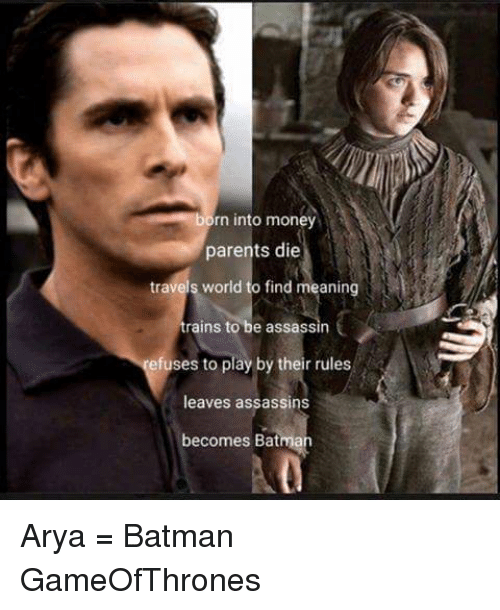 born into money
parents die
travels world to find meaning
trains to be assassin
refuses to play by their rules
leaves assassins
becomes Batman
Arya = Batman
GameOfThrones